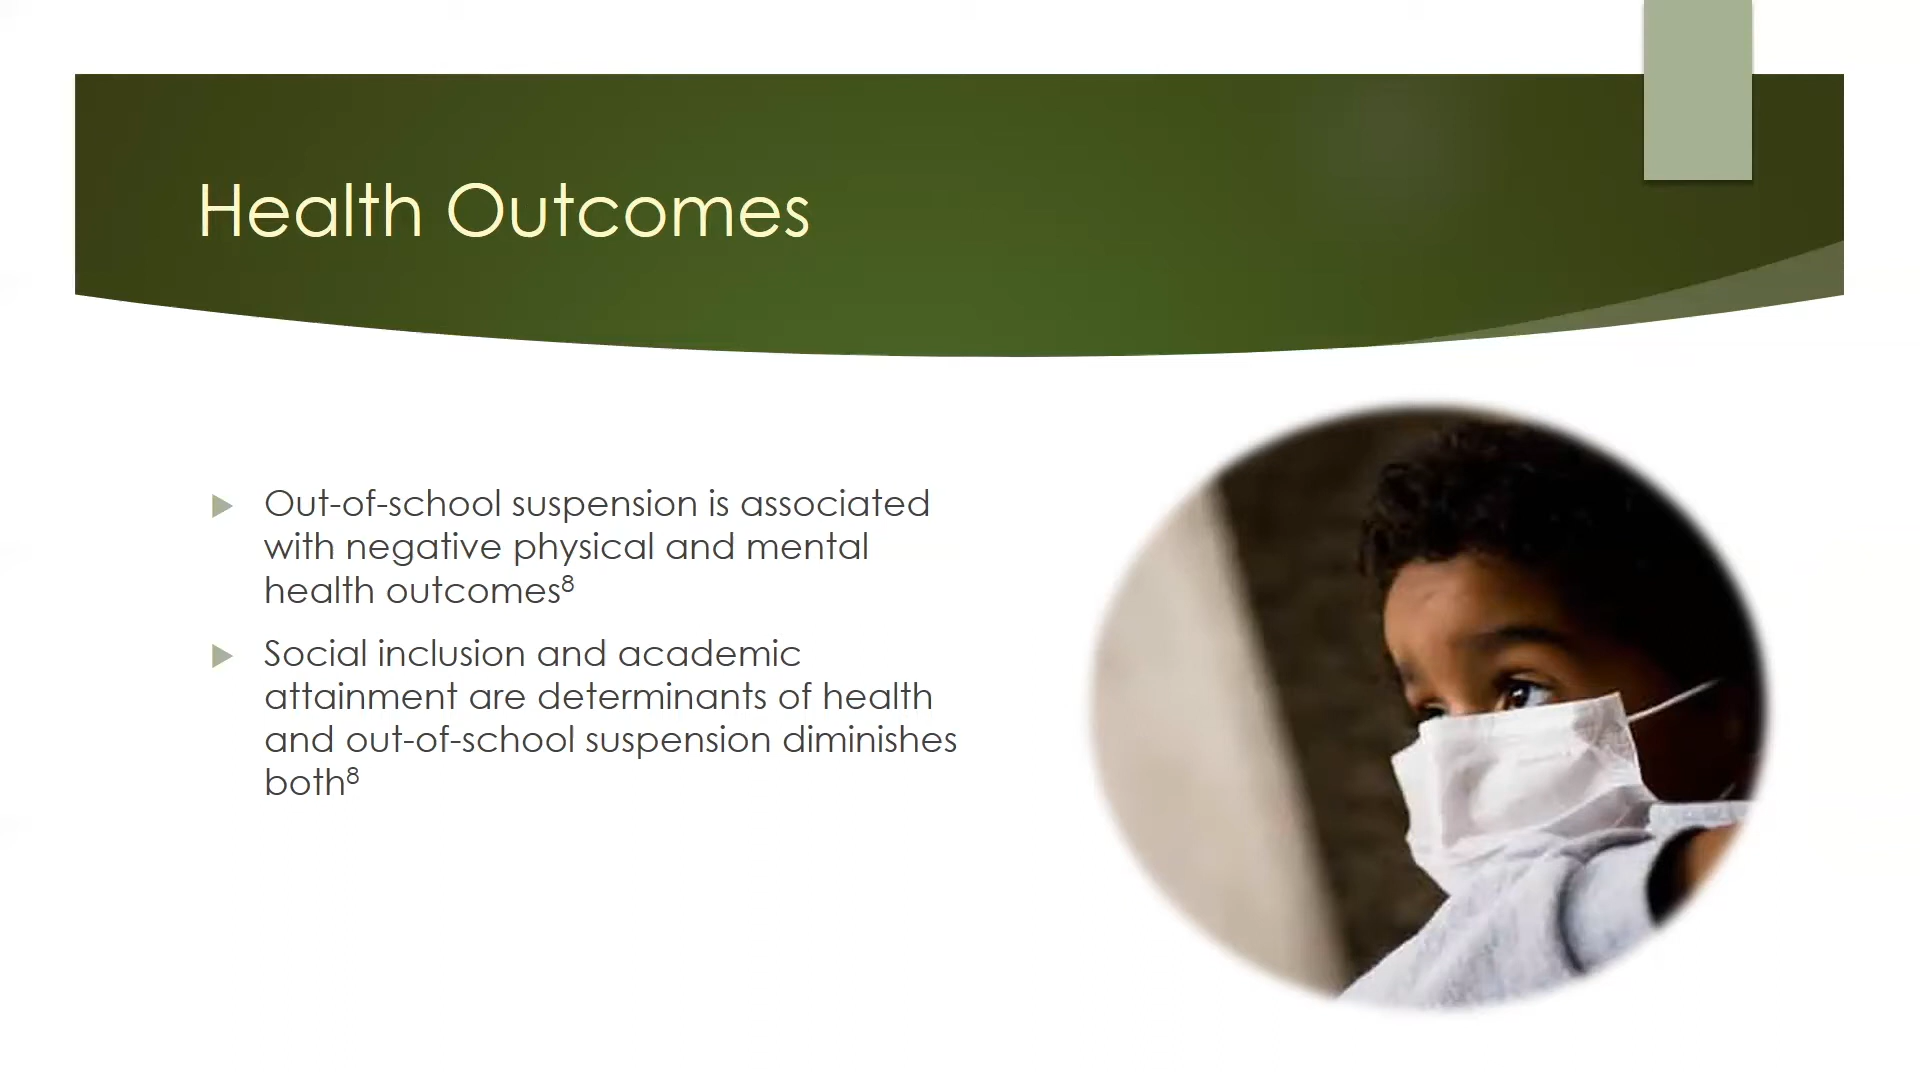 Health Outcomes
Out-of-school suspension is associated
with negative physical and mental
health outcomes⁸
Social inclusion and academic
attainment are determinants of health
and out-of-school suspension diminishes
both⁸